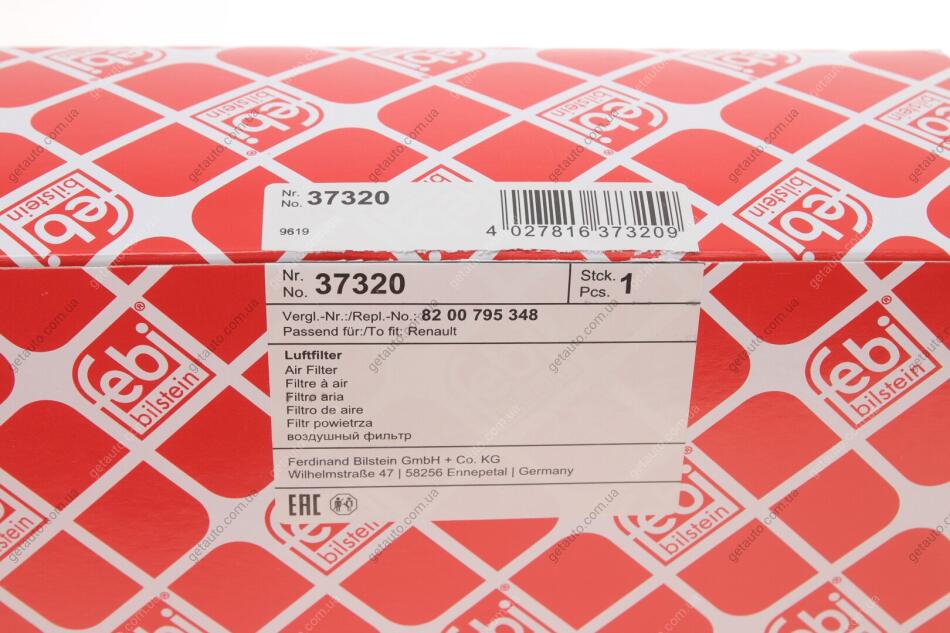 Nr.
No. 37320
9619
4 027816 373209
Nr.
No. 37320
Stck.
Pcs. 1
Vergl.-Nr.:/Repl.-No.: 82 00 795 348
Passend für:/To fit: Renault
Luftfilter
Air Filter
Filtre à air
Filtro aria
Filtro de aire
Filtr powietrza
воздушный фильтр
Ferdinand Bilstein GmbH + Co. KG
Wilhelmstraße 47 | 58256 Ennepetal | Germany
EAC
febi
bilstein
getauto.com.ua